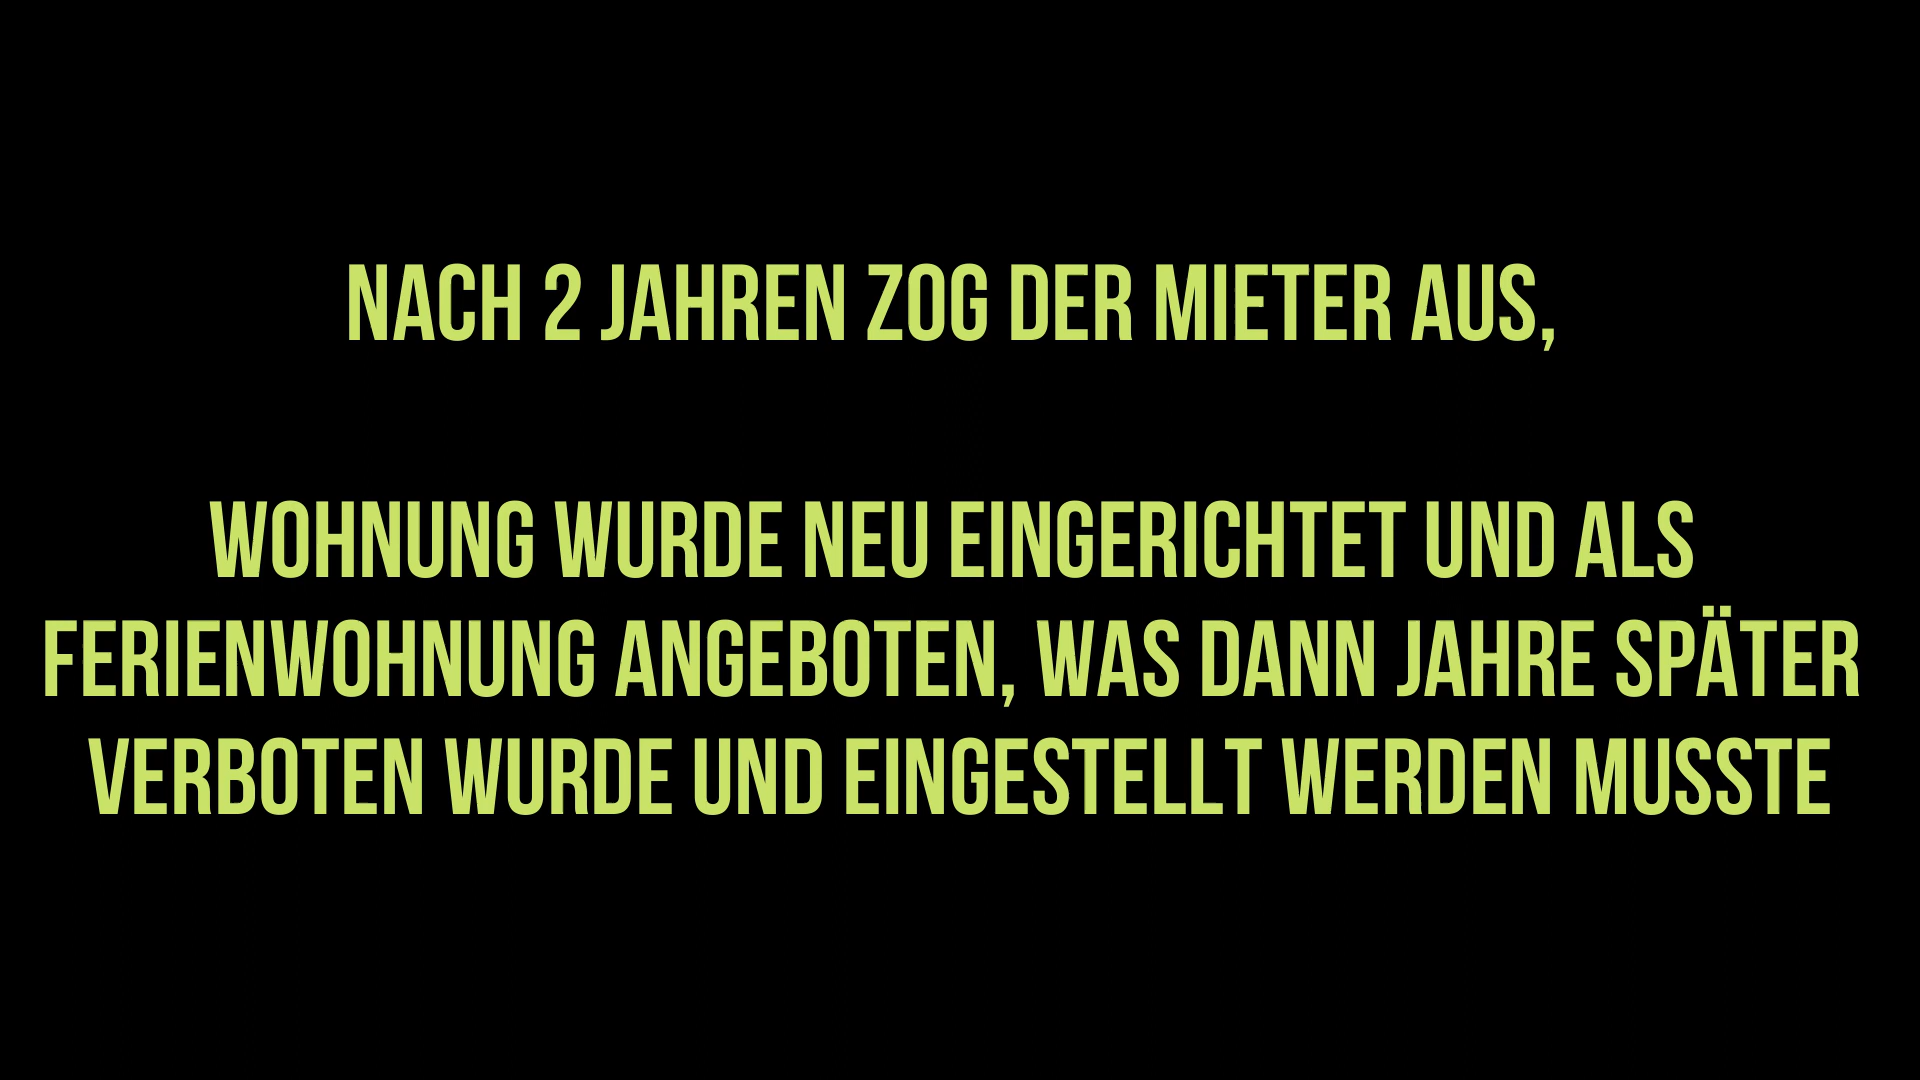 NACH 2 JAHREN ZOG DER MIETER AUS,
WOHNUNG WURDE NEU EINGERICHTET UND ALS
FERIENWOHNUNG ANGEBOTEN, WAS DANN JAHRE SPÄTER
VERBOTEN WURDE UND EINGESTELLT WERDEN MUSSTE